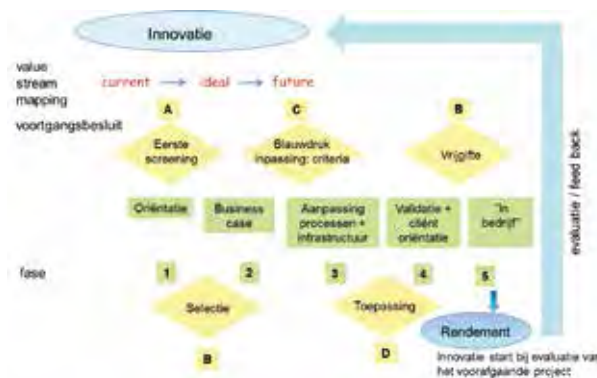 Innovatie
value
stream
mapping
current → ideal → future
A
C
B
voortgangsbesluit
Eerste
screening
Blauwdruk
inpassing: criteria
Vrijgifte
Oriëntatie
Business
case
Aanpassing
processen +
infrastructuur
Validatie +
cliënt
oriëntatie
"In
bedrijf"
fase
1
2
3
4
5
Selectie
Toepassing
Rendement
B
D
Innovatie start bij evaluatie van
het voorafgaande project
evaluatie / feed back